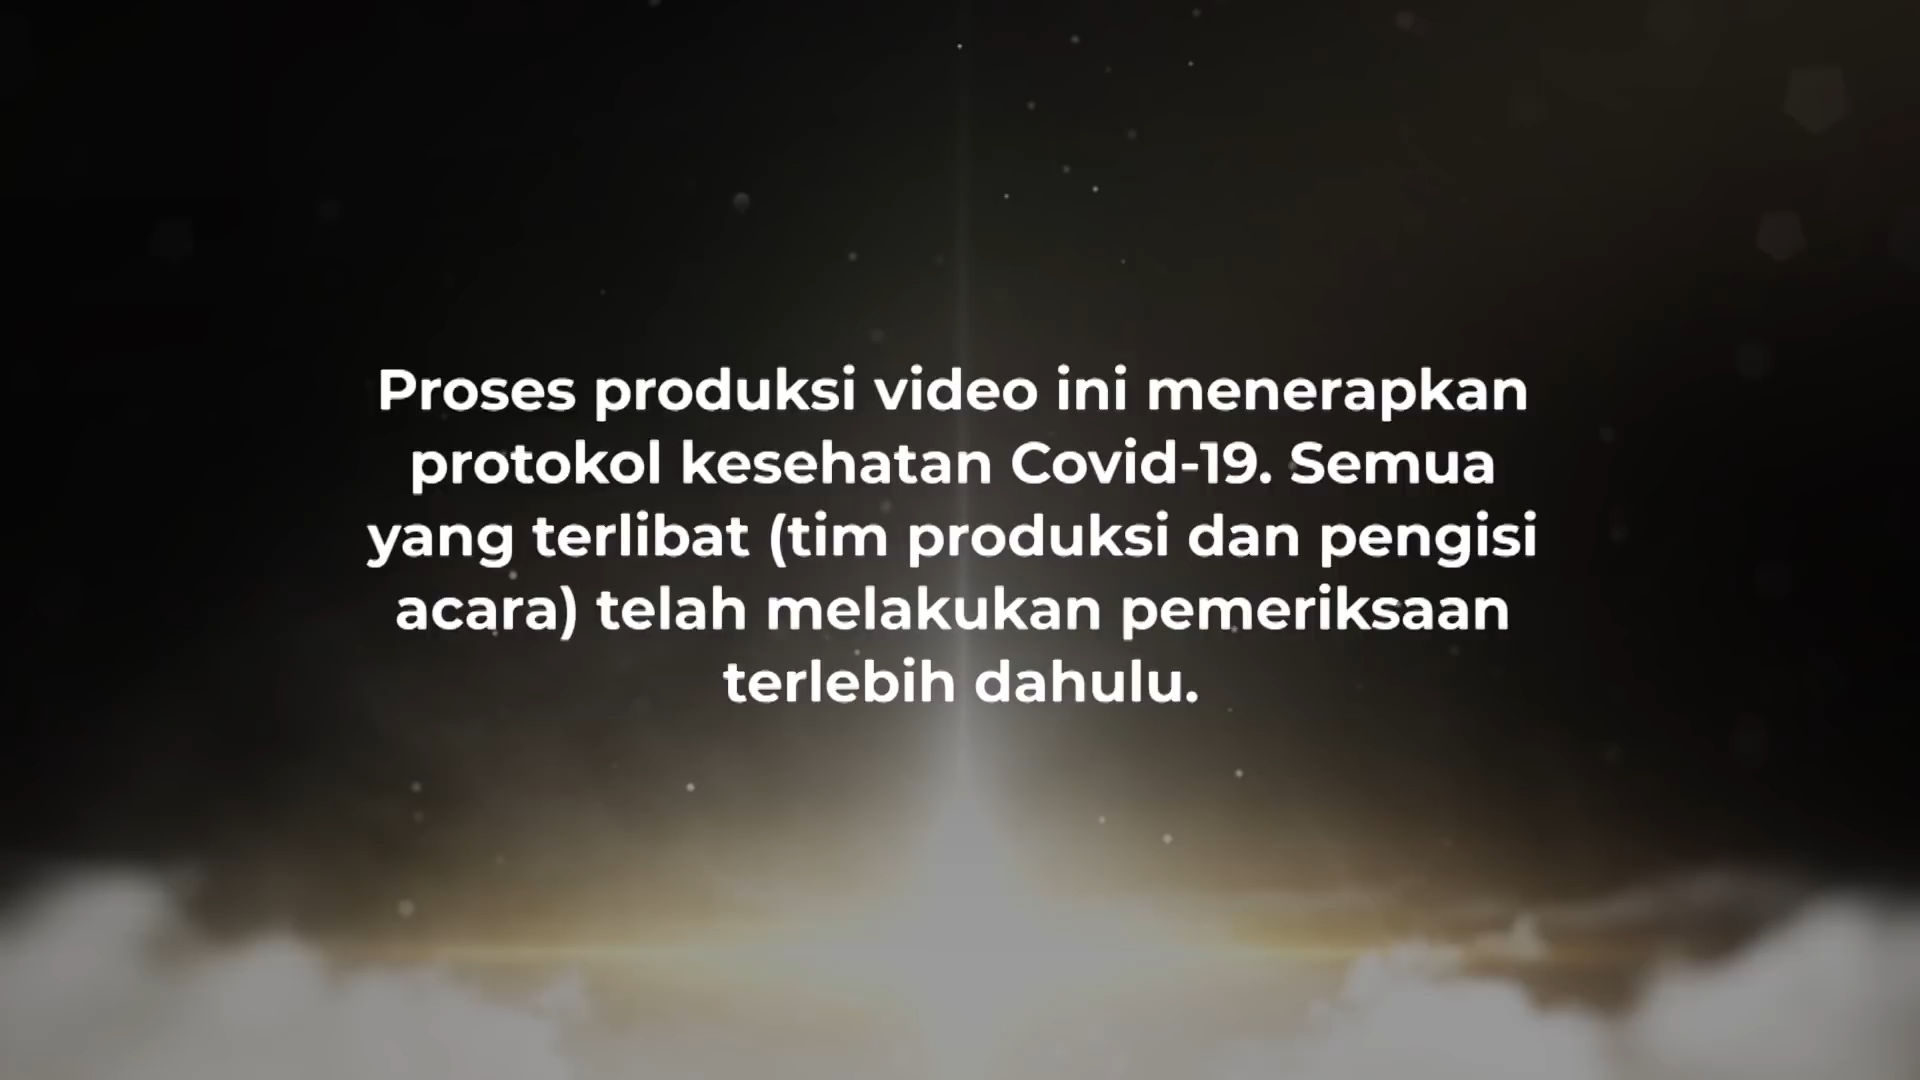 Proses produksi video ini menerapkan
protokol kesehatan Covid-19. Semua
yang terlibat (tim produksi dan pengisi
acara) telah melakukan pemeriksaan
terlebih dahulu.